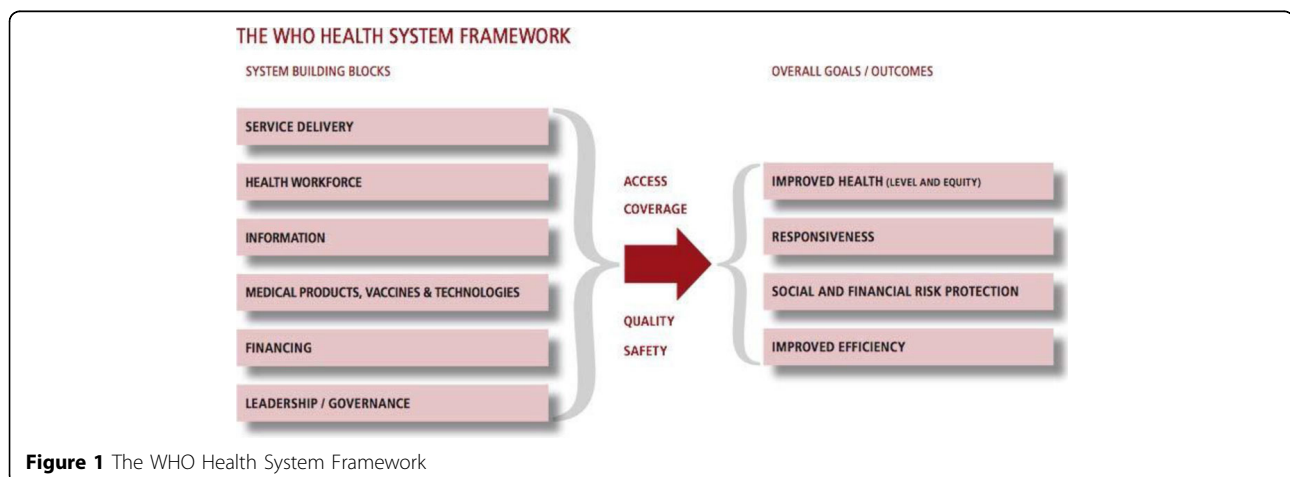 THE WHO HEALTH SYSTEM FRAMEWORK
SYSTEM BUILDING BLOCKS
OVERALL GOALS / OUTCOMES
SERVICE DELIVERY
HEALTH WORKFORCE
INFORMATION
MEDICAL PRODUCTS, VACCINES & TECHNOLOGIES
FINANCING
LEADERSHIP / GOVERNANCE
ACCESS
COVERAGE
QUALITY
SAFETY
IMPROVED HEALTH (LEVEL AND EQUITY)
RESPONSIVENESS
SOCIAL AND FINANCIAL RISK PROTECTION
IMPROVED EFFICIENCY
Figure 1 The WHO Health System Framework